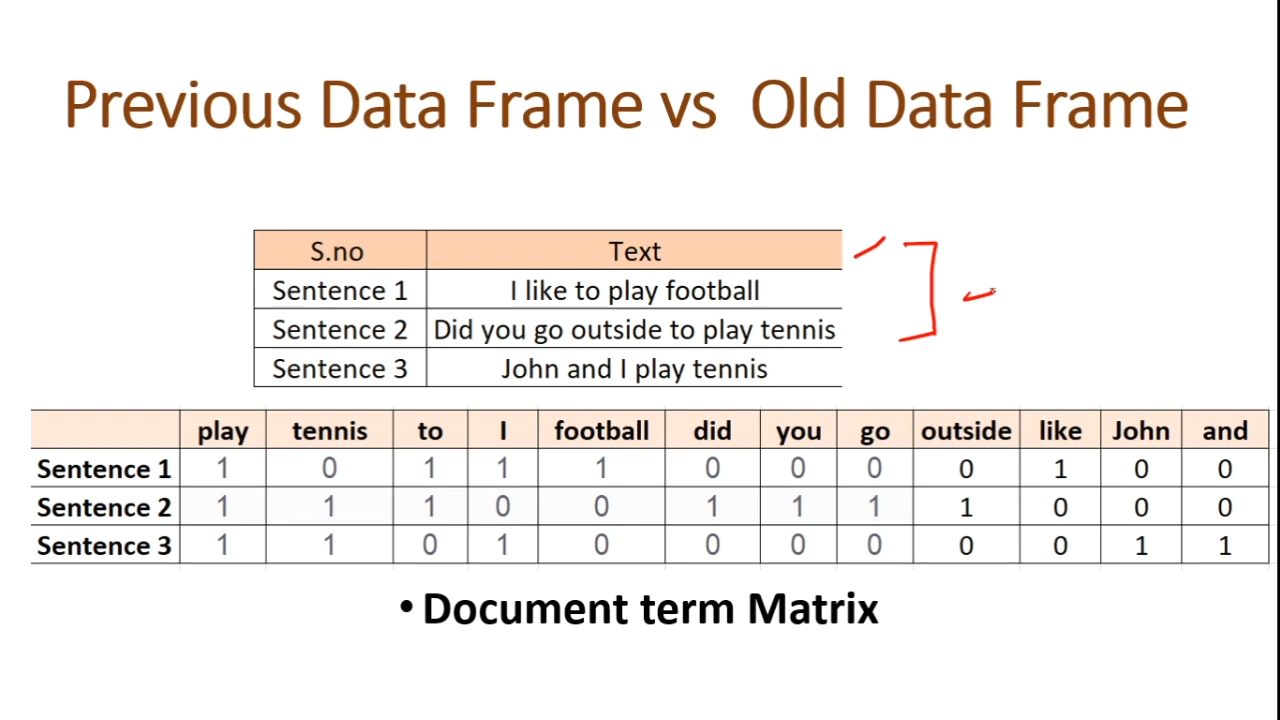 Previous Data Frame vs Old Data Frame
S.no Text
Sentence 1 I like to play football
Sentence 2 Did you go outside to play tennis
Sentence 3 John and I play tennis
play tennis to I football did you go outside like John and
Sentence 1 1 0 1 1 1 0 0 0 0 1 0 0
Sentence 2 1 1 1 0 0 1 1 1 1 0 0 0
Sentence 3 1 1 0 1 0 0 0 0 0 0 1 1
• Document term Matrix